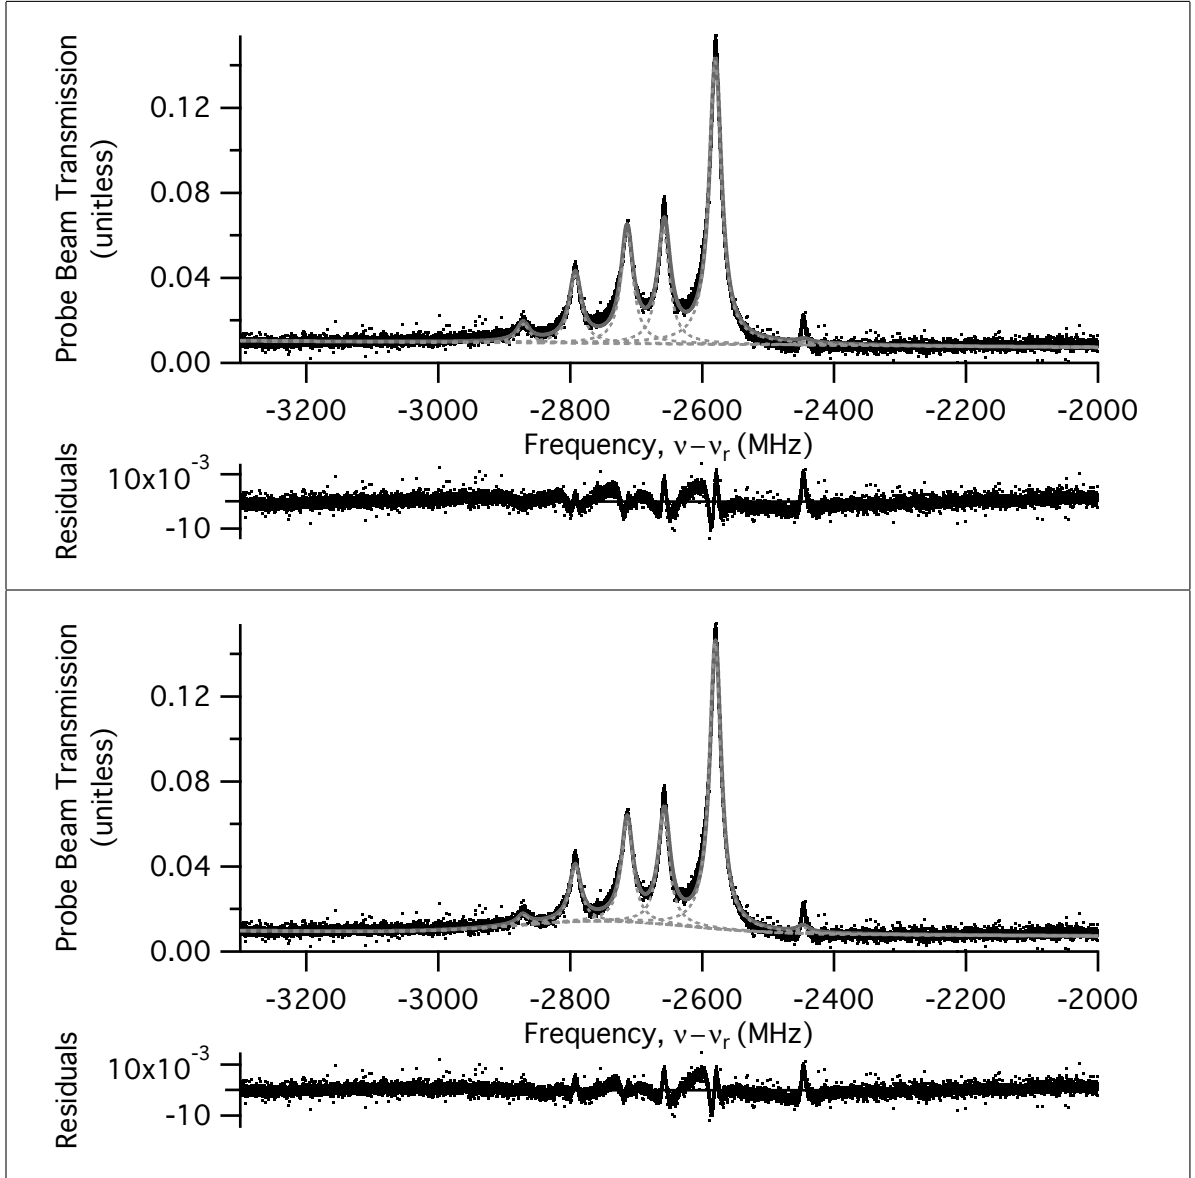 Probe Beam Transmission
(unitless)
0.12
0.08
0.04
0.00
-3200 -3000 -2800 -2600 -2400 -2200 -2000
Frequency, ν−νr (MHz)
Residuals
10x10-3
-10
Probe Beam Transmission
(unitless)
0.12
0.08
0.04
0.00
-3200 -3000 -2800 -2600 -2400 -2200 -2000
Frequency, ν−νr (MHz)
Residuals
10x10-3
-10